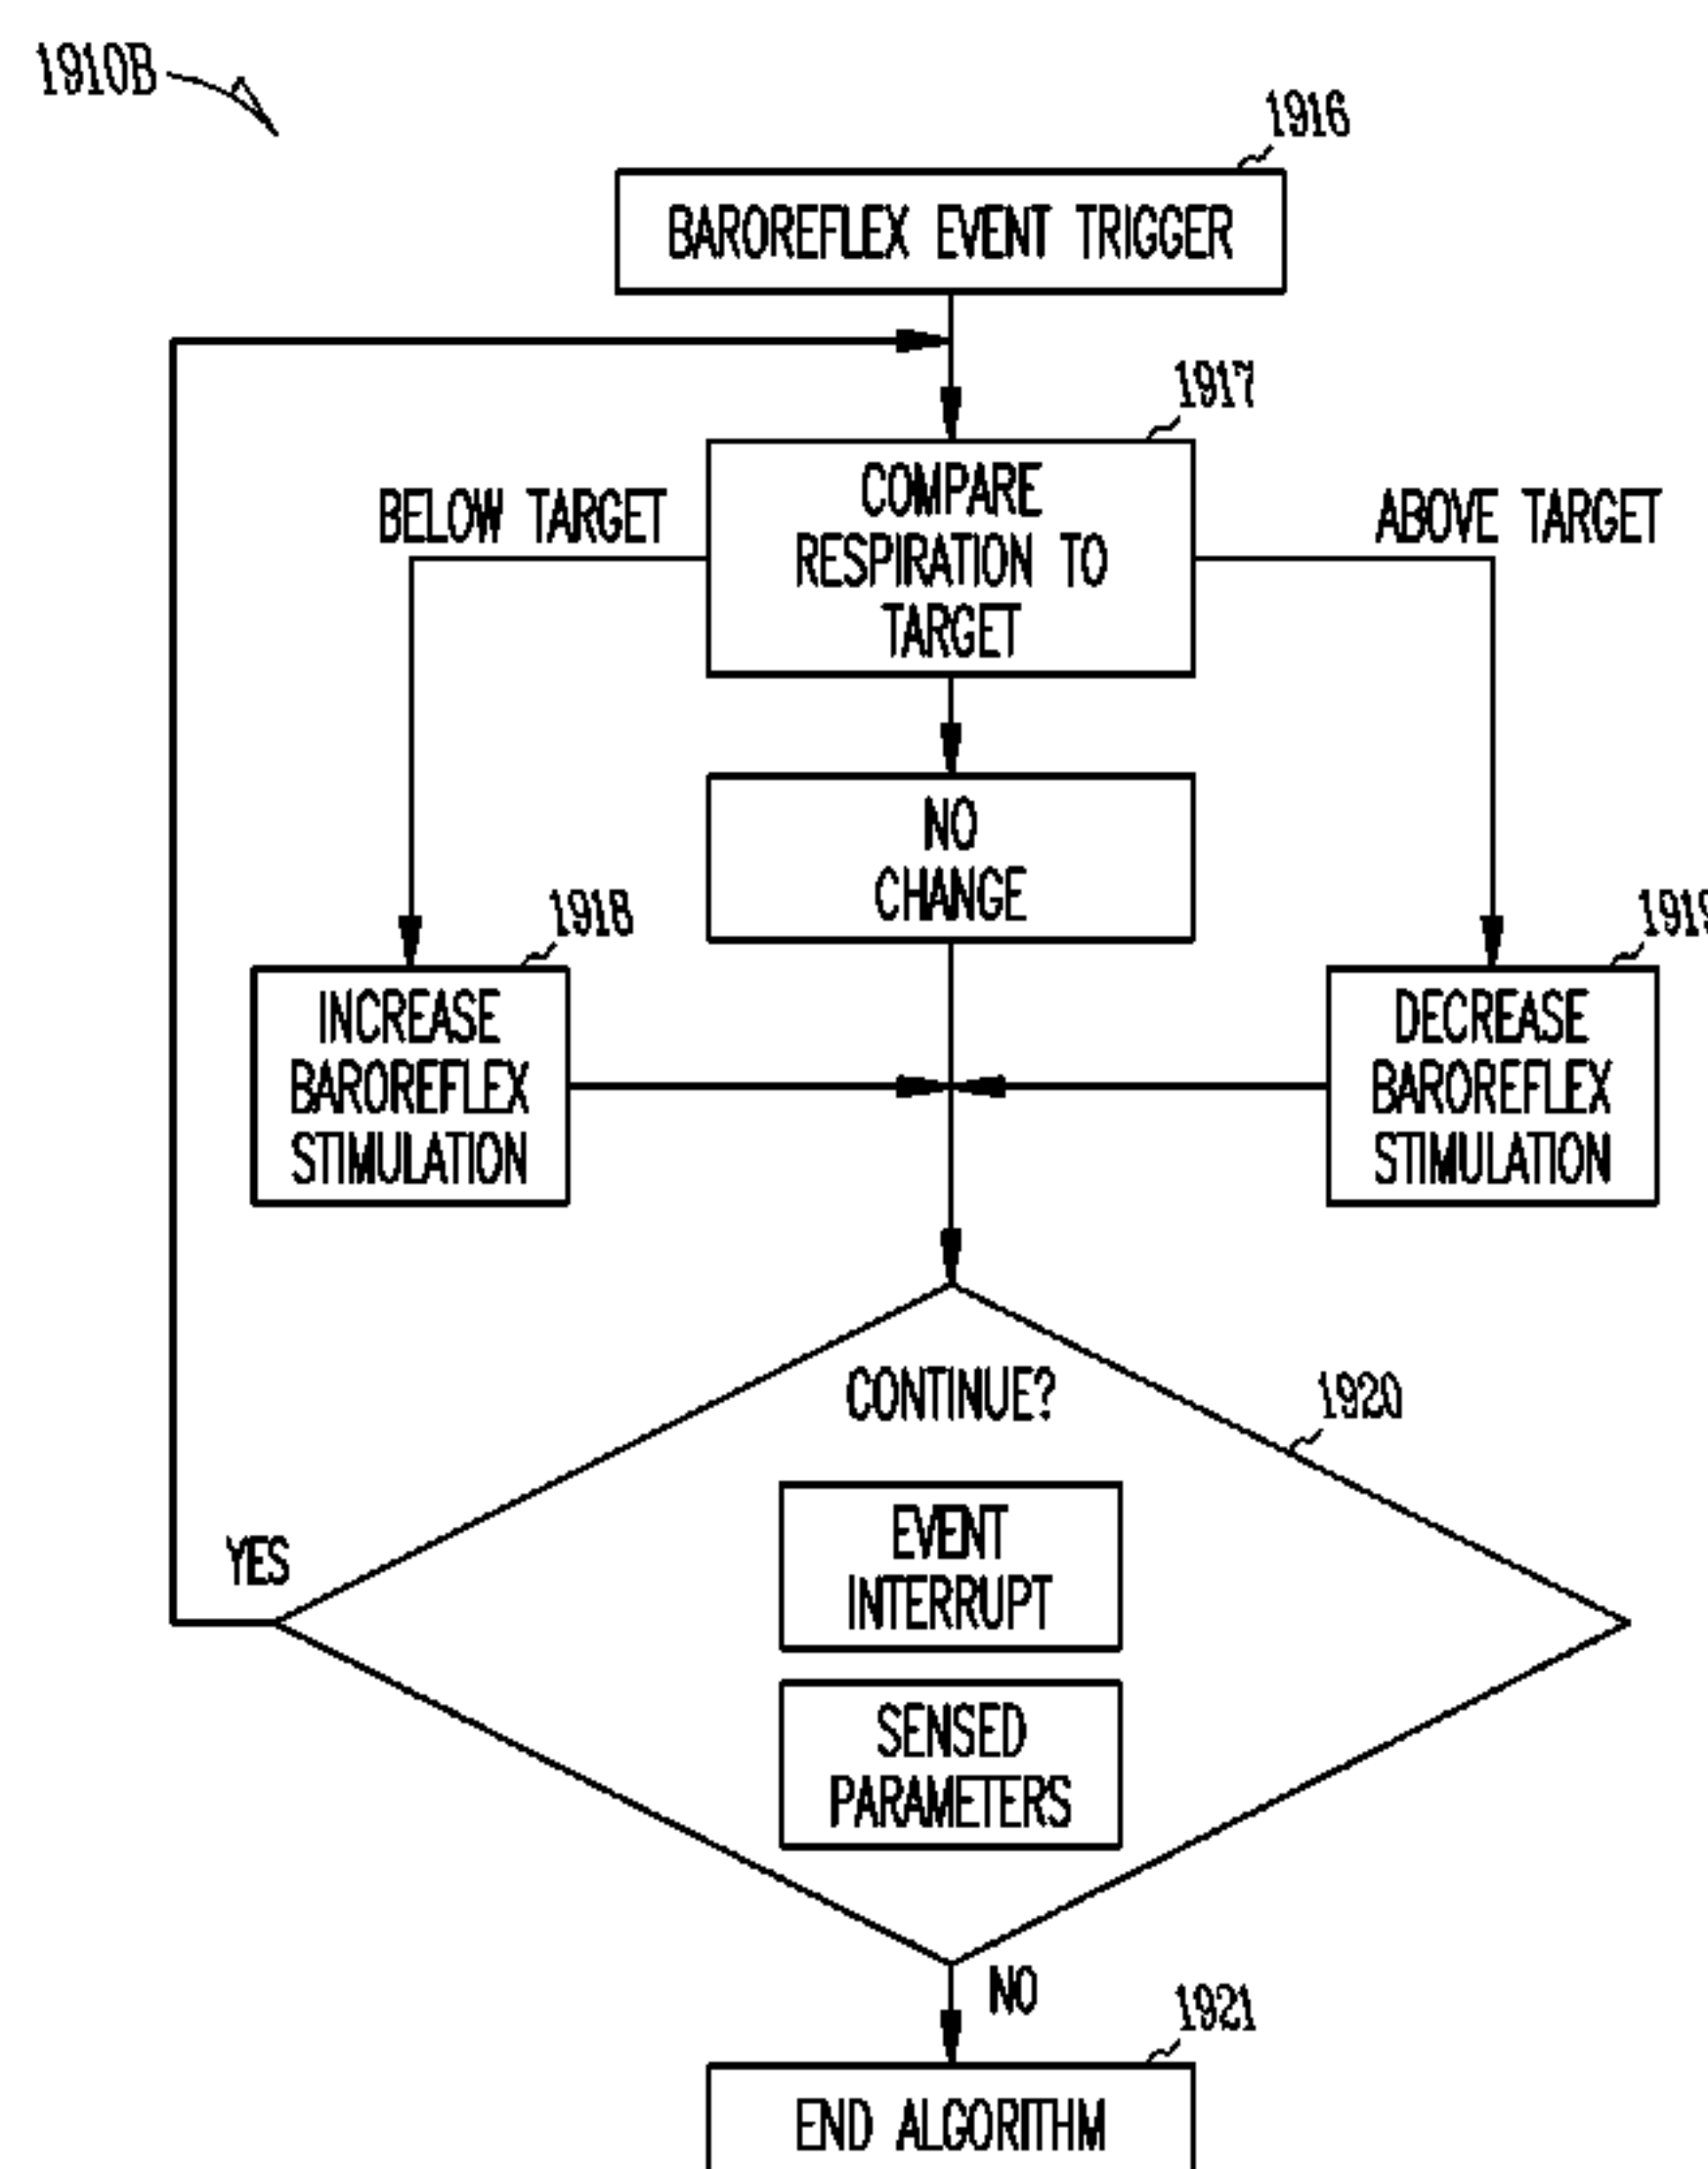 1910B
1916
BAROREFLEX EVENT TRIGGER
1917
BELOW TARGET
COMPARE
RESPIRATION TO
TARGET
ABOVE TARGET
NO
CHANGE
1918
INCREASE
BAROREFLEX
STIMULATION
1919
DECREASE
BAROREFLEX
STIMULATION
CONTINUE?
1920
EVENT
INTERRUPT
YES
SENSED
PARAMETERS
NO
1921
END ALGORITHM